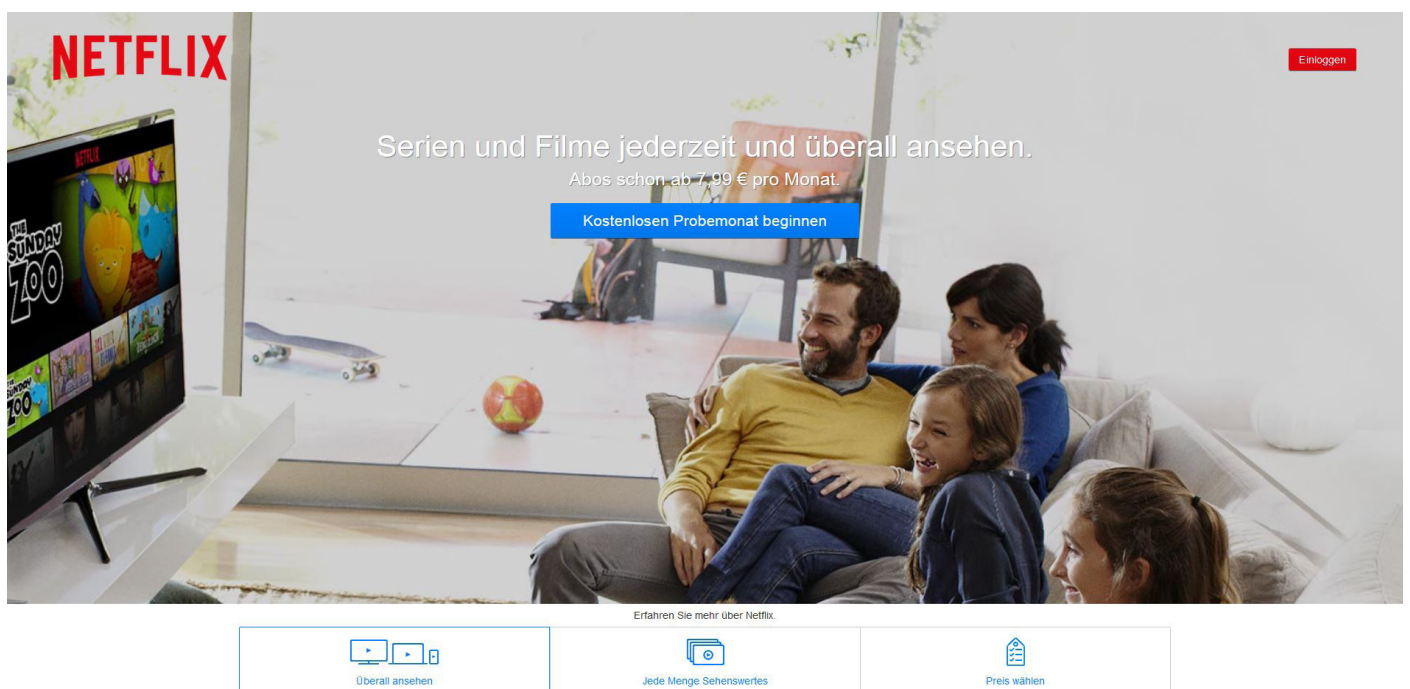 NETFLIX
Einloggen
Serien und Filme jederzeit und überall ansehen.
Abos schon ab 7,99 € pro Monat.
Kostenlosen Probemonat beginnen
NETFLIX
THE
SUNDAY
ZOO
THE
SUNDAY
ZOO
Erfahren Sie mehr über Netflix.
Überall ansehen
Jede Menge Sehenswertes
Preis wählen